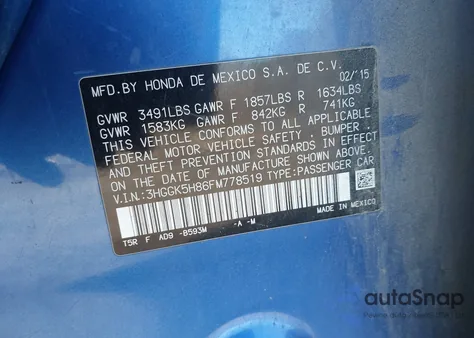 MFD.BY HONDA DE MEXICO S.A. DE C.V.
02/'15
GVWR 3491LBS GAWR F 1857LBS R 1634LBS
GVWR 1583KG GAWR F 842KG R 741KG
THIS VEHICLE CONFORMS TO ALL APPLICABLE
FEDERAL MOTOR VEHICLE SAFETY , BUMPER ,
AND THEFT PREVENTION STANDARDS IN EFFECT
ON THE DATE OF MANUFACTURE SHOWN ABOVE.
V.I.N.:3HGGK5H86FM778519 TYPE:PASSENGER CAR
T5R F AD9 -B593M -A -M
MADE IN MEXICO
autoSnap